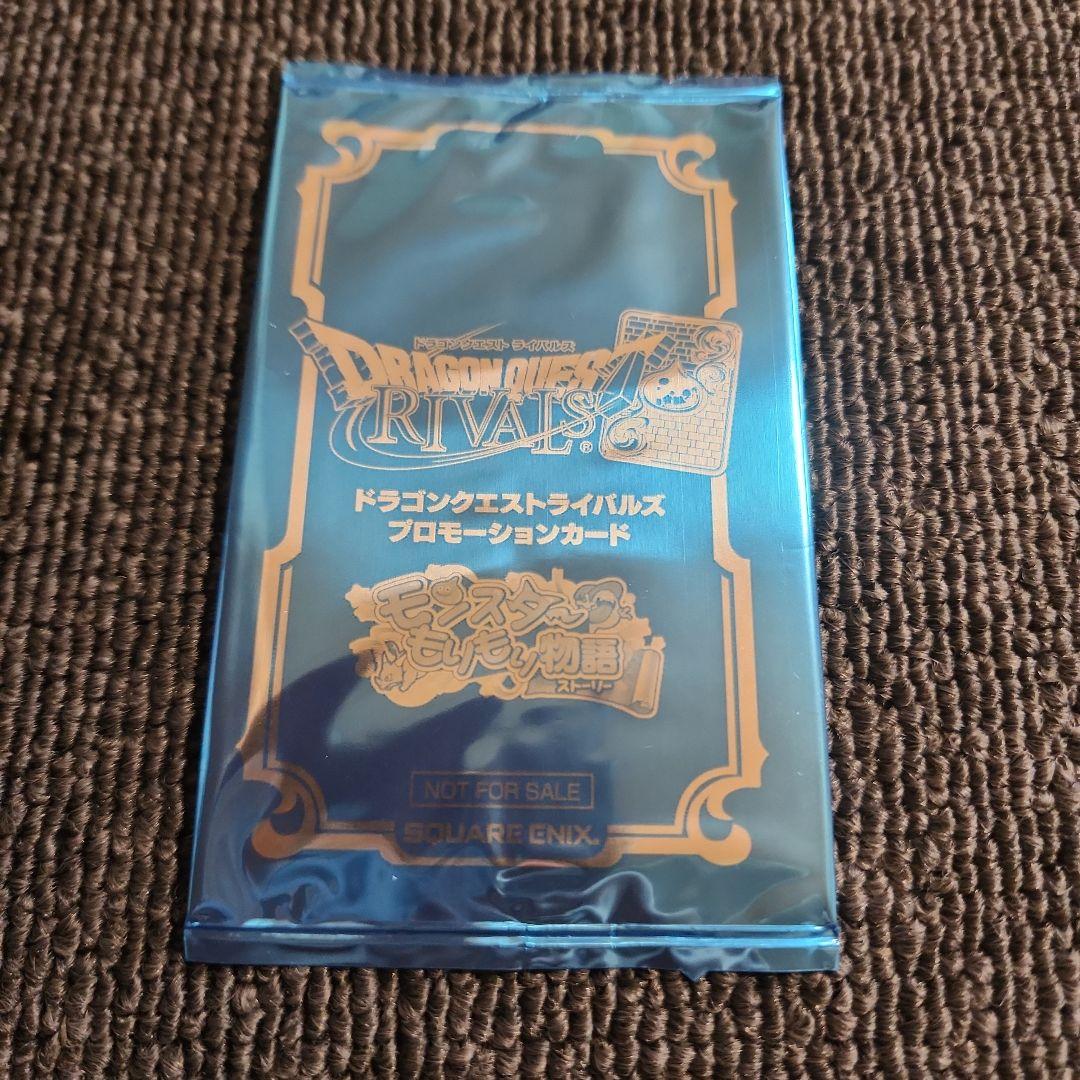 ドラゴンクエスト ライバルズ
DRAGON QUEST
RIVALS®
ドラゴンクエストライバルズ
プロモーションカード
モンスター
もりもり物語
ストーリー
NOT FOR SALE
SQUARE ENIX®